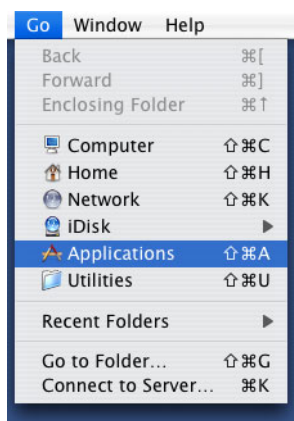 Go Window Help
Back ⌘[
Forward ⌘]
Enclosing Folder ⌘↑
Computer ⇧⌘C
Home ⇧⌘H
Network ⇧⌘K
iDisk ▶
Applications ⇧⌘A
Utilities ⇧⌘U
Recent Folders ▶
Go to Folder... ⇧⌘G
Connect to Server... ⌘K